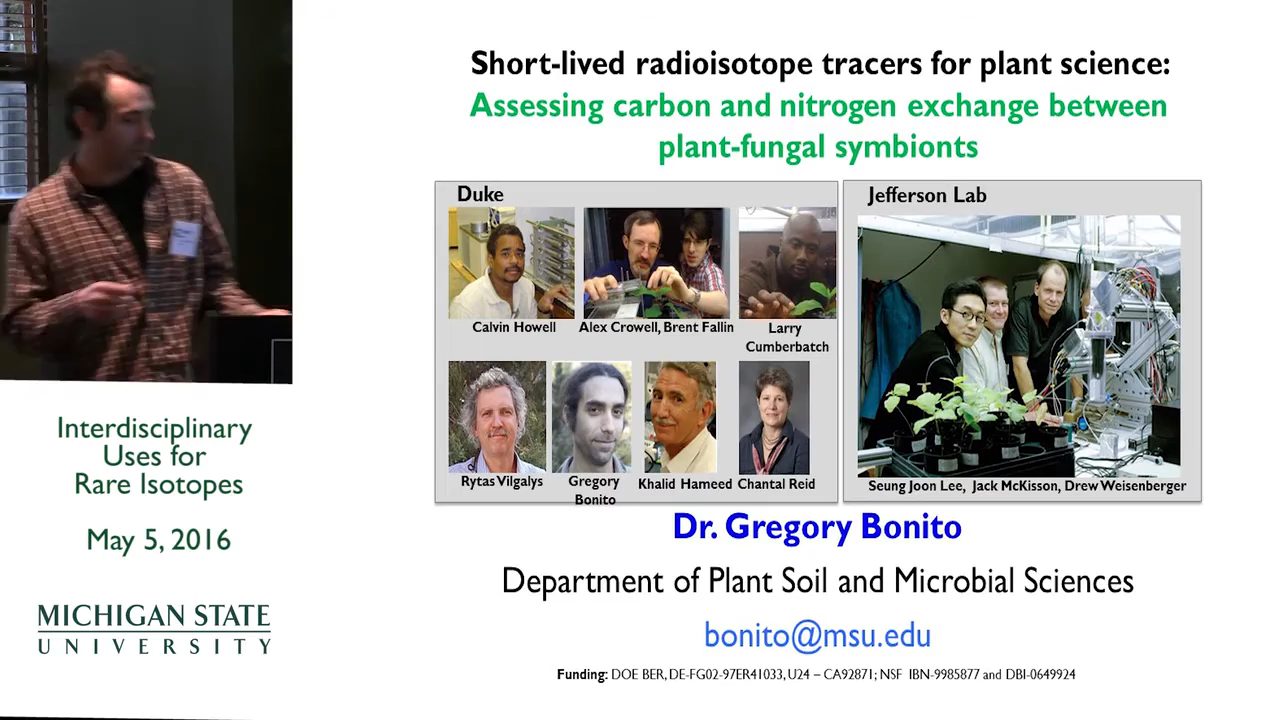 Short-lived radioisotope tracers for plant science:
Assessing carbon and nitrogen exchange between
plant-fungal symbionts
Duke
Calvin Howell
Alex Crowell, Brent Fallin
Larry
Cumberbatch
Rytas Vilgalys
Gregory
Bonito
Khalid Hameed
Chantal Reid
Jefferson Lab
Seung Joon Lee, Jack McKisson, Drew Weisenberger
Dr. Gregory Bonito
Department of Plant Soil and Microbial Sciences
bonito@msu.edu
Funding: DOE BER, DE-FG02-97ER41033, U24 – CA92871; NSF IBN-9985877 and DBI-0649924
Interdisciplinary
Uses for
Rare Isotopes
May 5, 2016
MICHIGAN STATE
UNIVERSITY